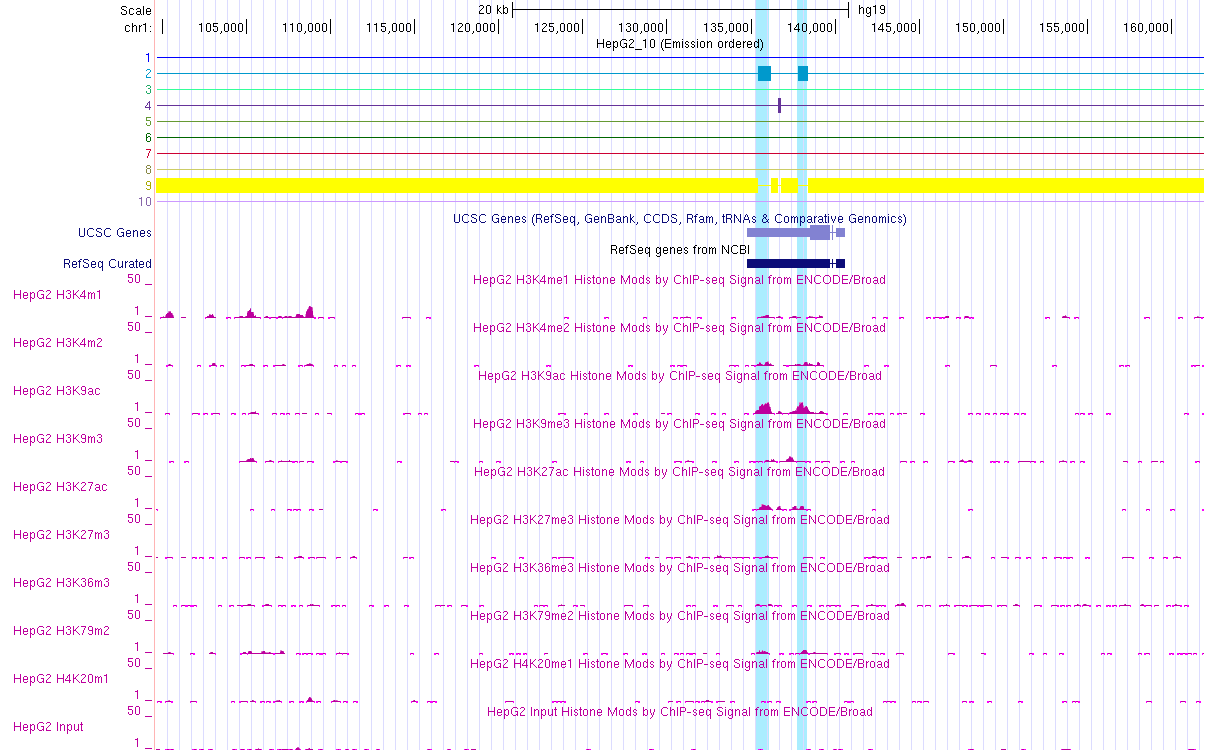 Scale 20 kb hg19
chr1: 105,000 110,000 115,000 120,000 125,000 130,000 135,000 140,000 145,000 150,000 155,000 160,000
HepG2_10 (Emission ordered)
1
2
3
4
5
6
7
8
9
10
UCSC Genes (RefSeq, GenBank, CCDS, Rfam, tRNAs & Comparative Genomics)
UCSC Genes
RefSeq genes from NCBI
RefSeq Curated
50 _ HepG2 H3K4me1 Histone Mods by ChIP-seq Signal from ENCODE/Broad
HepG2 H3K4m1
1 _
50 _ HepG2 H3K4me2 Histone Mods by ChIP-seq Signal from ENCODE/Broad
HepG2 H3K4m2
1 _
50 _ HepG2 H3K9ac Histone Mods by ChIP-seq Signal from ENCODE/Broad
HepG2 H3K9ac
1 _
50 _ HepG2 H3K9me3 Histone Mods by ChIP-seq Signal from ENCODE/Broad
HepG2 H3K9m3
1 _
50 _ HepG2 H3K27ac Histone Mods by ChIP-seq Signal from ENCODE/Broad
HepG2 H3K27ac
1 _
50 _ HepG2 H3K27me3 Histone Mods by ChIP-seq Signal from ENCODE/Broad
HepG2 H3K27m3
1 _
50 _ HepG2 H3K36me3 Histone Mods by ChIP-seq Signal from ENCODE/Broad
HepG2 H3K36m3
1 _
50 _ HepG2 H3K79me2 Histone Mods by ChIP-seq Signal from ENCODE/Broad
HepG2 H3K79m2
1 _
50 _ HepG2 H4K20me1 Histone Mods by ChIP-seq Signal from ENCODE/Broad
HepG2 H4K20m1
1 _
50 _ HepG2 Input Histone Mods by ChIP-seq Signal from ENCODE/Broad
HepG2 Input
1 _